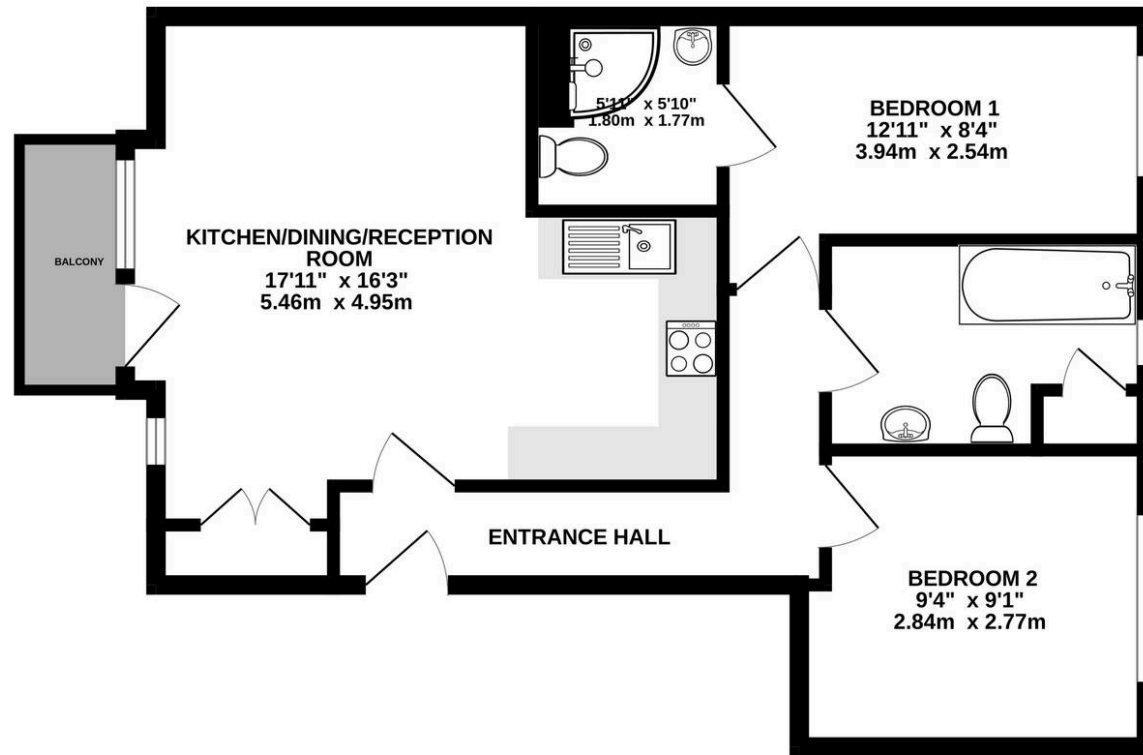 5'11" x 5'10"
1.80m x 1.77m
BEDROOM 1
12'11" x 8'4"
3.94m x 2.54m
KITCHEN/DINING/RECEPTION
ROOM
17'11" x 16'3"
5.46m x 4.95m
BALCONY
ENTRANCE HALL
BEDROOM 2
9'4" x 9'1"
2.84m x 2.77m